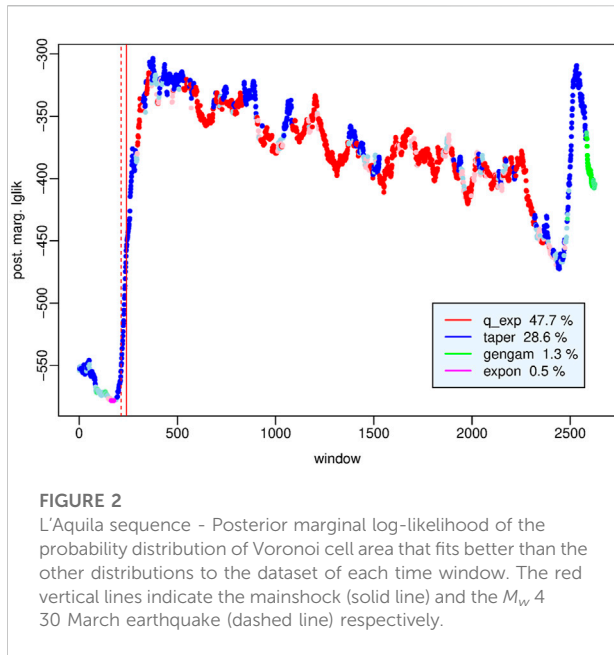 −300
−350
−400
−450
−500
−550
post. marg. lglik
q_exp 47.7 %
taper 28.6 %
gengam 1.3 %
expon 0.5 %
0 500 1000 1500 2000 2500
window
FIGURE 2
L'Aquila sequence - Posterior marginal log-likelihood of the
probability distribution of Voronoi cell area that fits better than the
other distributions to the dataset of each time window. The red
vertical lines indicate the mainshock (solid line) and the Mw 4
30 March earthquake (dashed line) respectively.